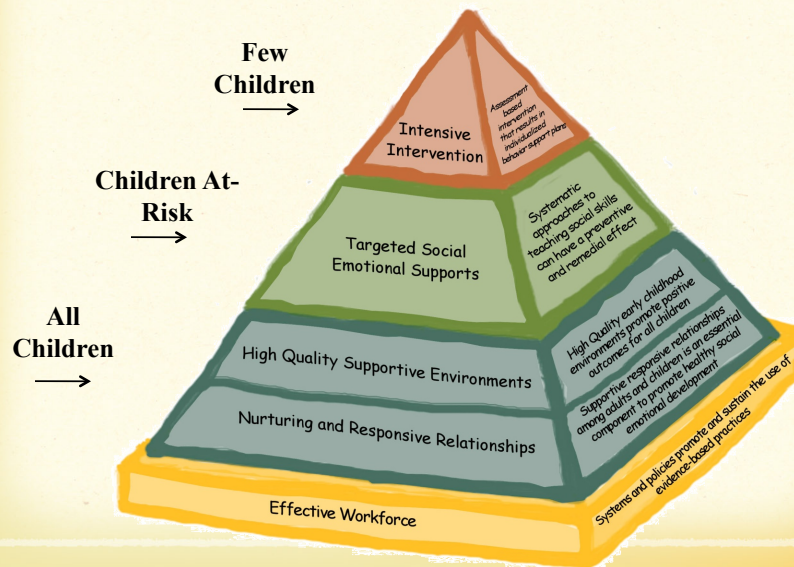 Few
Children
Intensive
Intervention
Assessment
based
intervention
that results in
individualized
behavior support plans
Children At-
Risk
Targeted Social
Emotional Supports
Systematic
approaches to
teaching social skills
can have a preventive
and remedial effect
All
Children
High Quality Supportive Environments
High Quality early childhood
environments promote positive
outcomes for all children
Nurturing and Responsive Relationships
Supportive responsive relationships
among adults and children is an essential
component to promote healthy social
emotional development
Effective Workforce
Systems and policies promote and sustain the use of
evidence-based practices